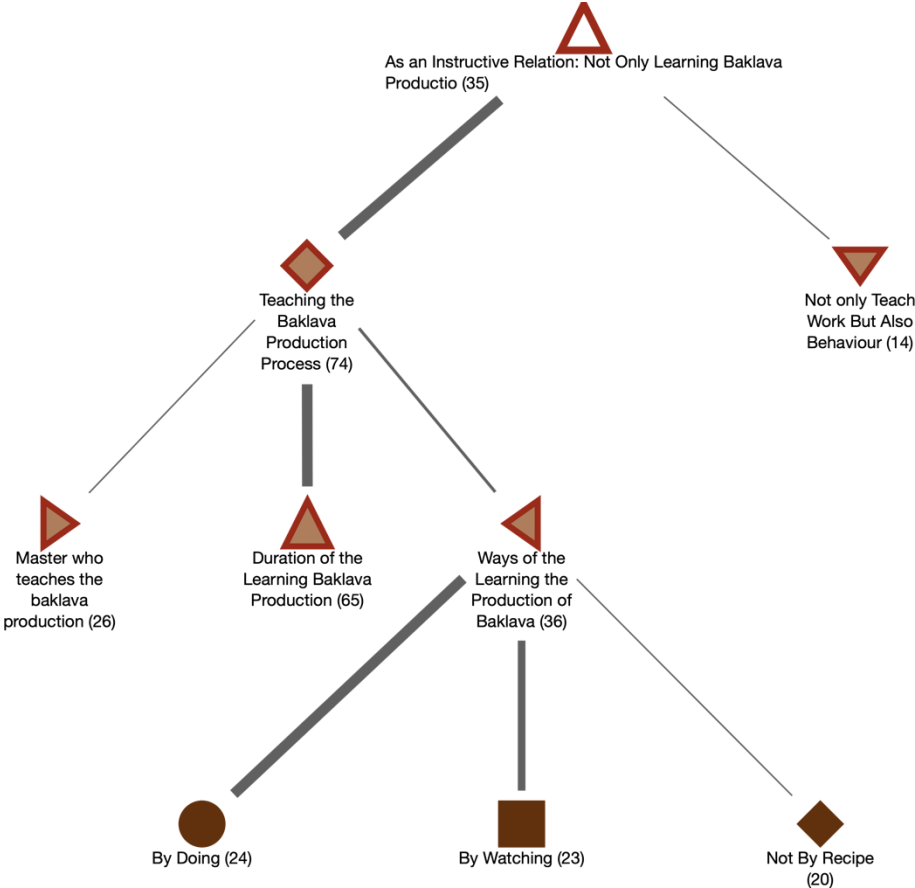 As an Instructive Relation: Not Only Learning Baklava
Productio (35)
Teaching the
Baklava
Production
Process (74)
Not only Teach
Work But Also
Behaviour (14)
Master who
teaches the
baklava
production (26)
Duration of the
Learning Baklava
Production (65)
Ways of the
Learning the
Production of
Baklava (36)
By Doing (24)
By Watching (23)
Not By Recipe
(20)